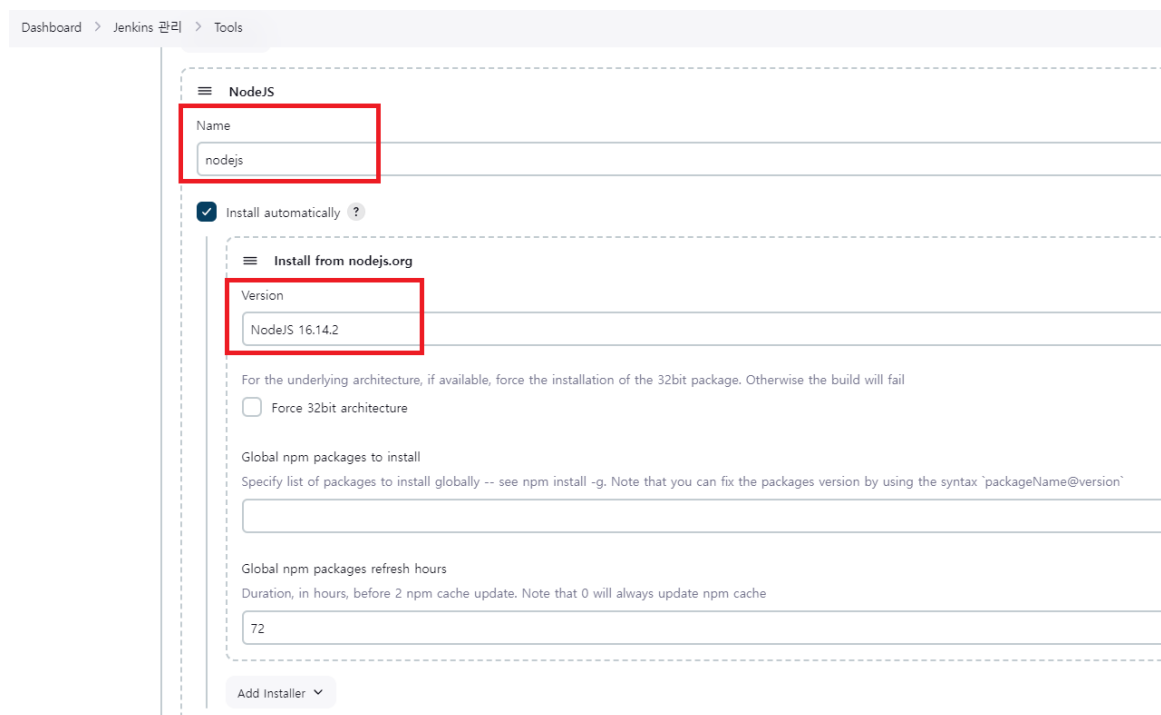 Dashboard > Jenkins 관리 > Tools
NodeJS
Name
nodejs
Install automatically ?
Install from nodejs.org
Version
NodeJS 16.14.2
For the underlying architecture, if available, force the installation of the 32bit package. Otherwise the build will fail
Force 32bit architecture
Global npm packages to install
Specify list of packages to install globally -- see npm install -g. Note that you can fix the packages version by using the syntax `packageName@version`
Global npm packages refresh hours
Duration, in hours, before 2 npm cache update. Note that 0 will always update npm cache
72
Add Installer